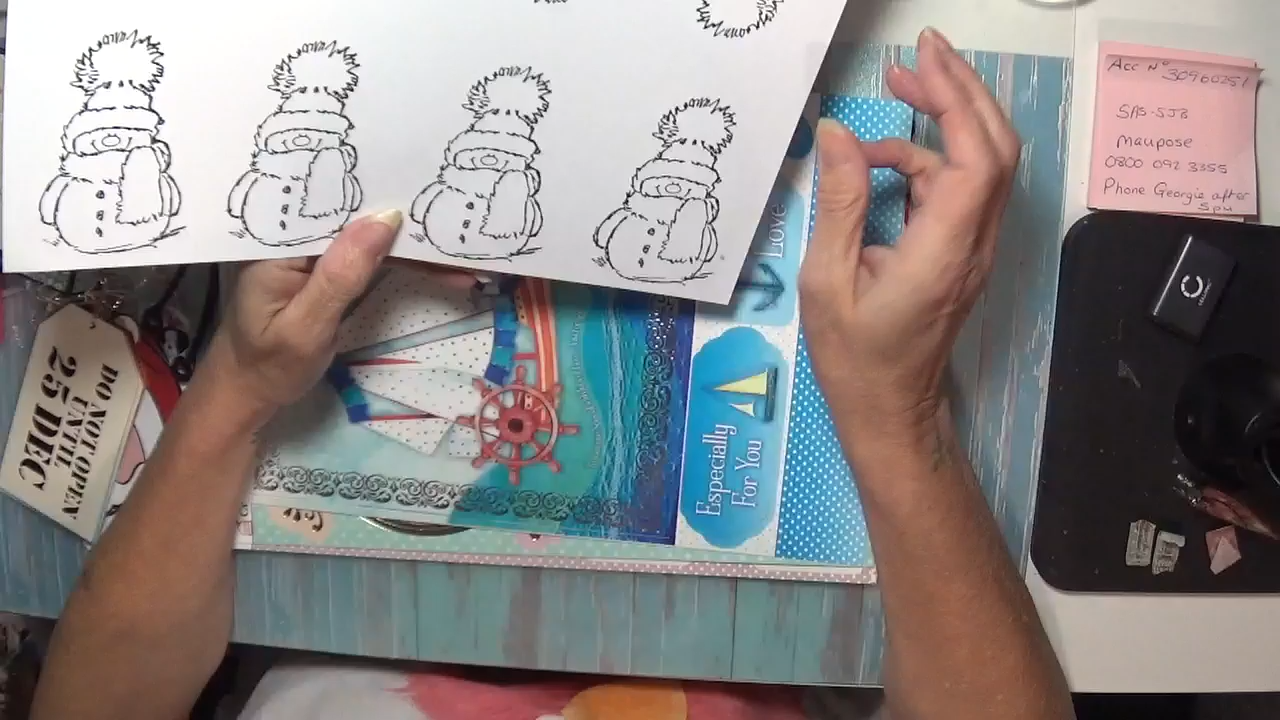 Acc No 30960251
SAS-SJB
Maupose
0800 092 3355
Phone Georgie after
5pm
Love
Especially
For You
DO NOT OPEN
UNTIL
25 DEC